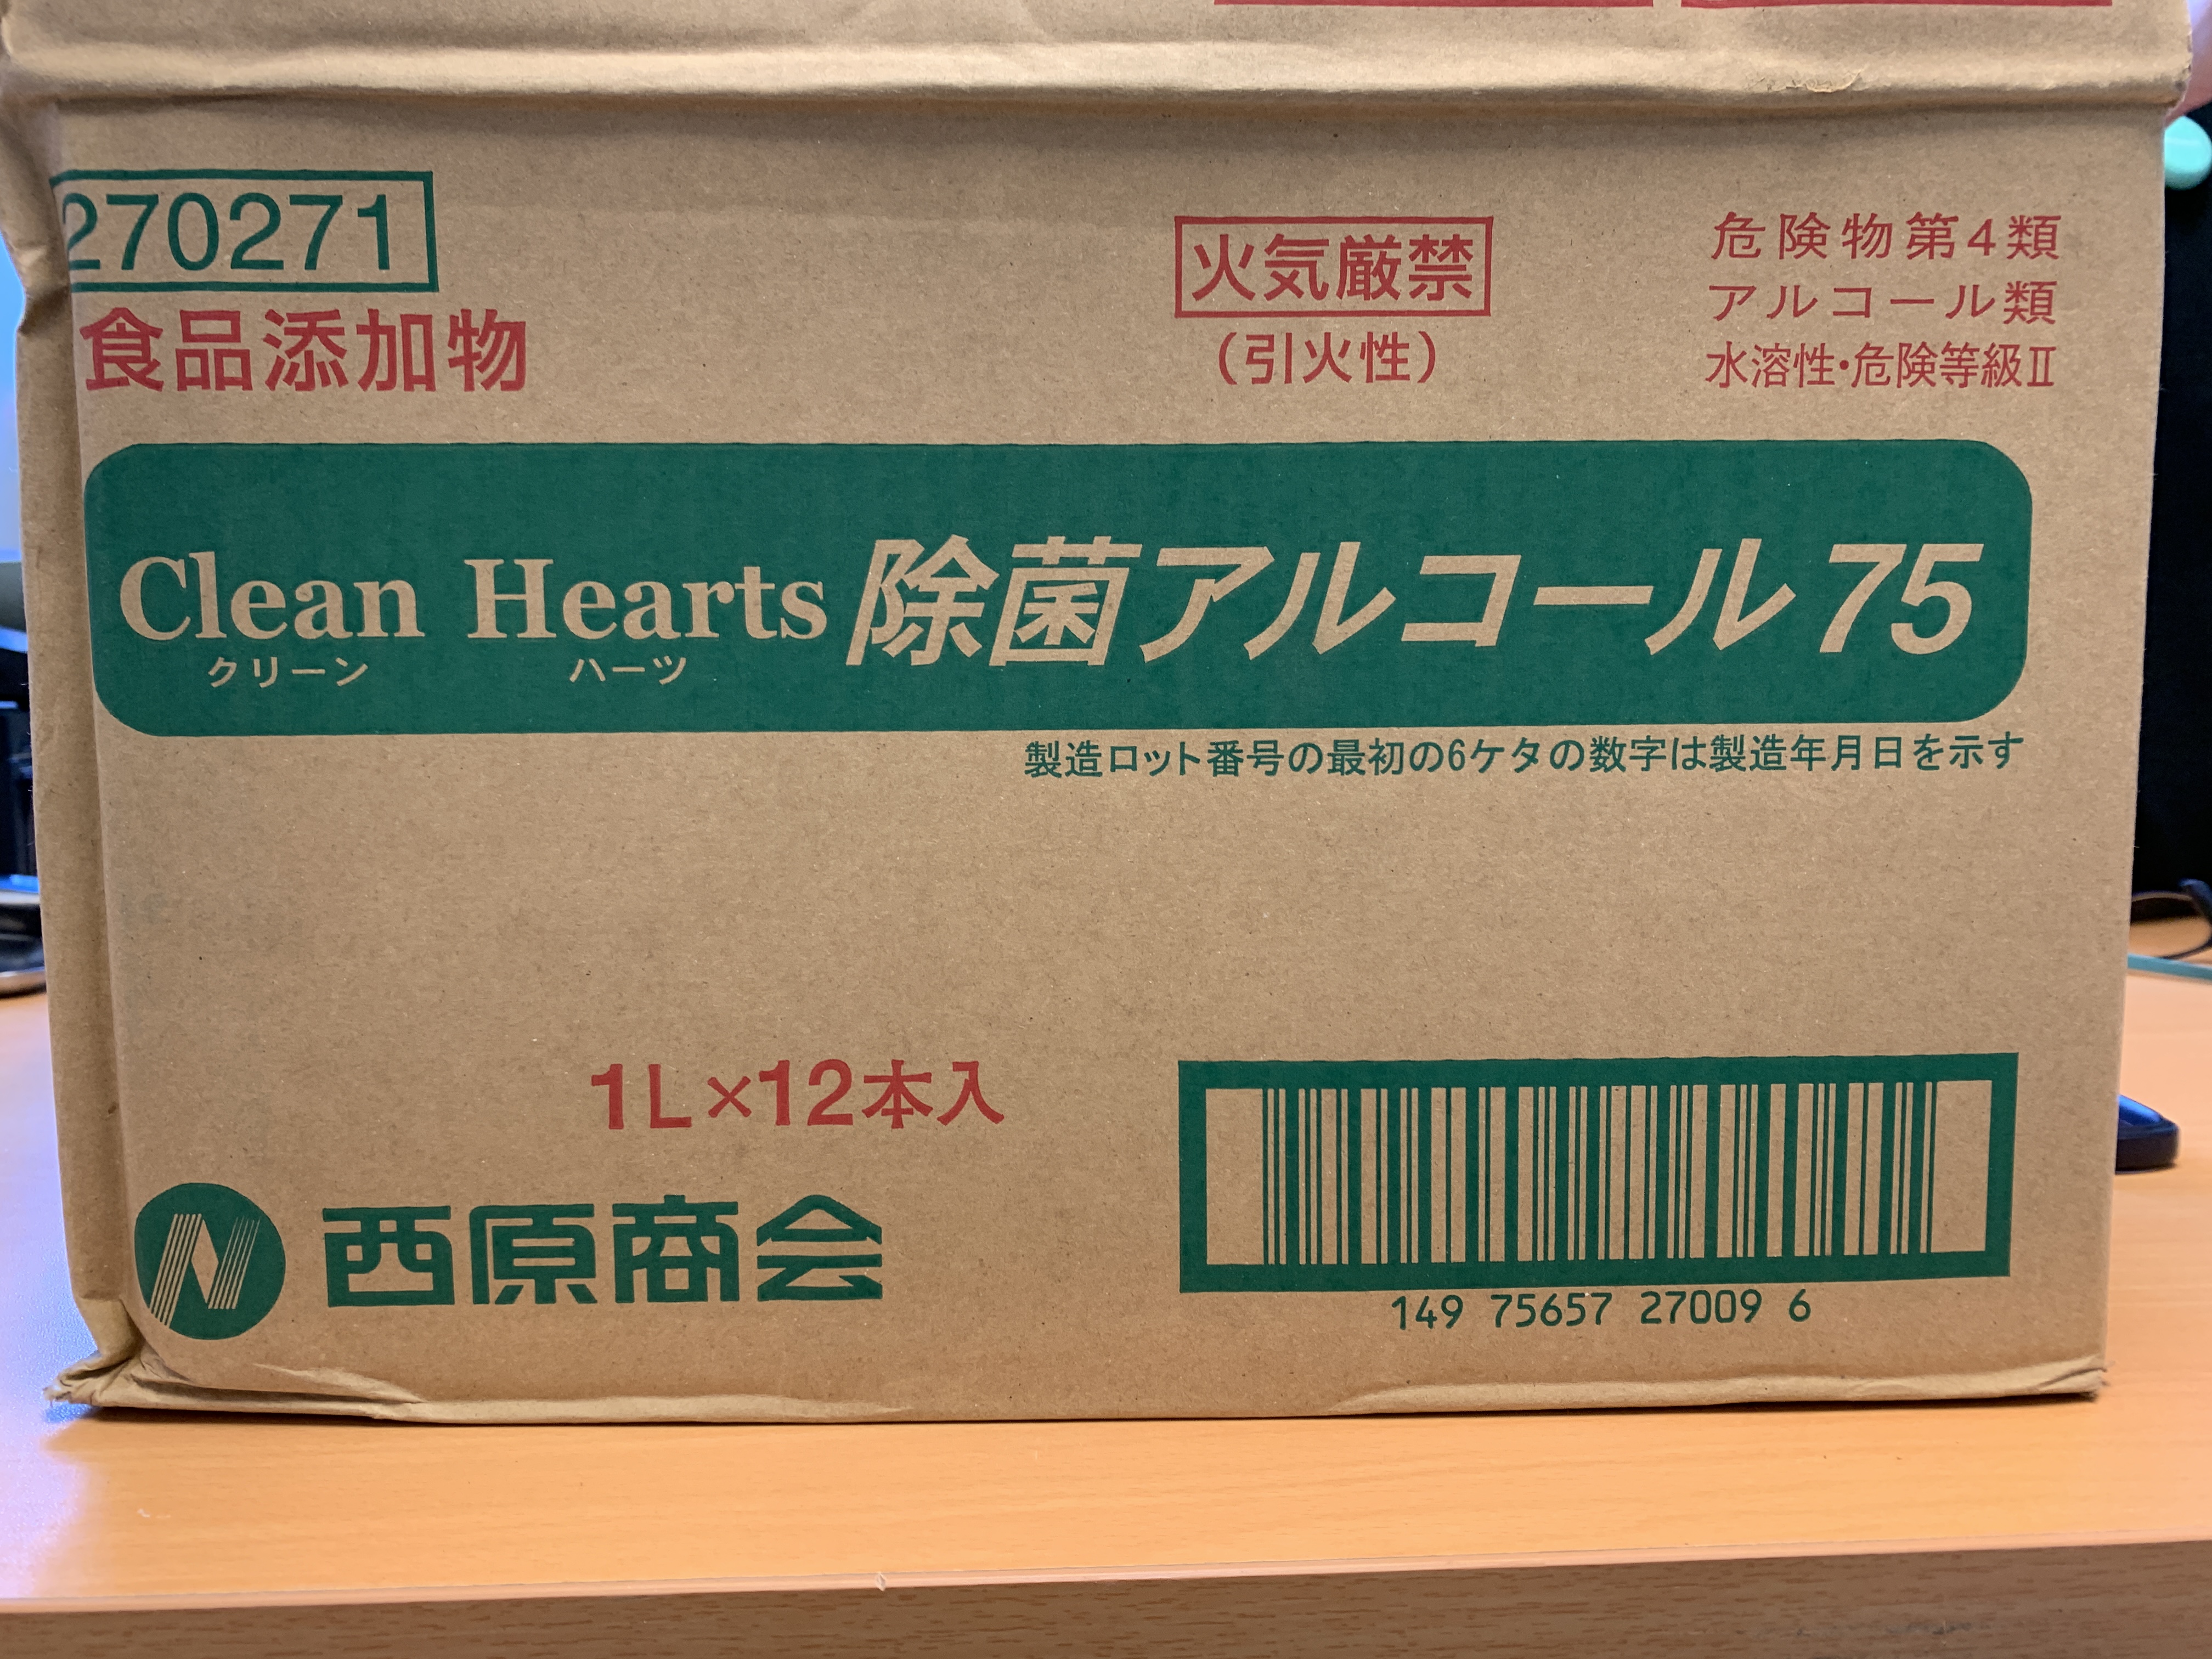 270271
食品添加物
火気厳禁
(引火性)
危険物第4類
アルコール類
水溶性・危険等級Ⅱ
Clean Hearts 除菌アルコール75
クリーン ハーツ
製造ロット番号の最初の6ケタの数字は製造年月日を示す
1L×12本入
西原商会
149 75657 27009 6